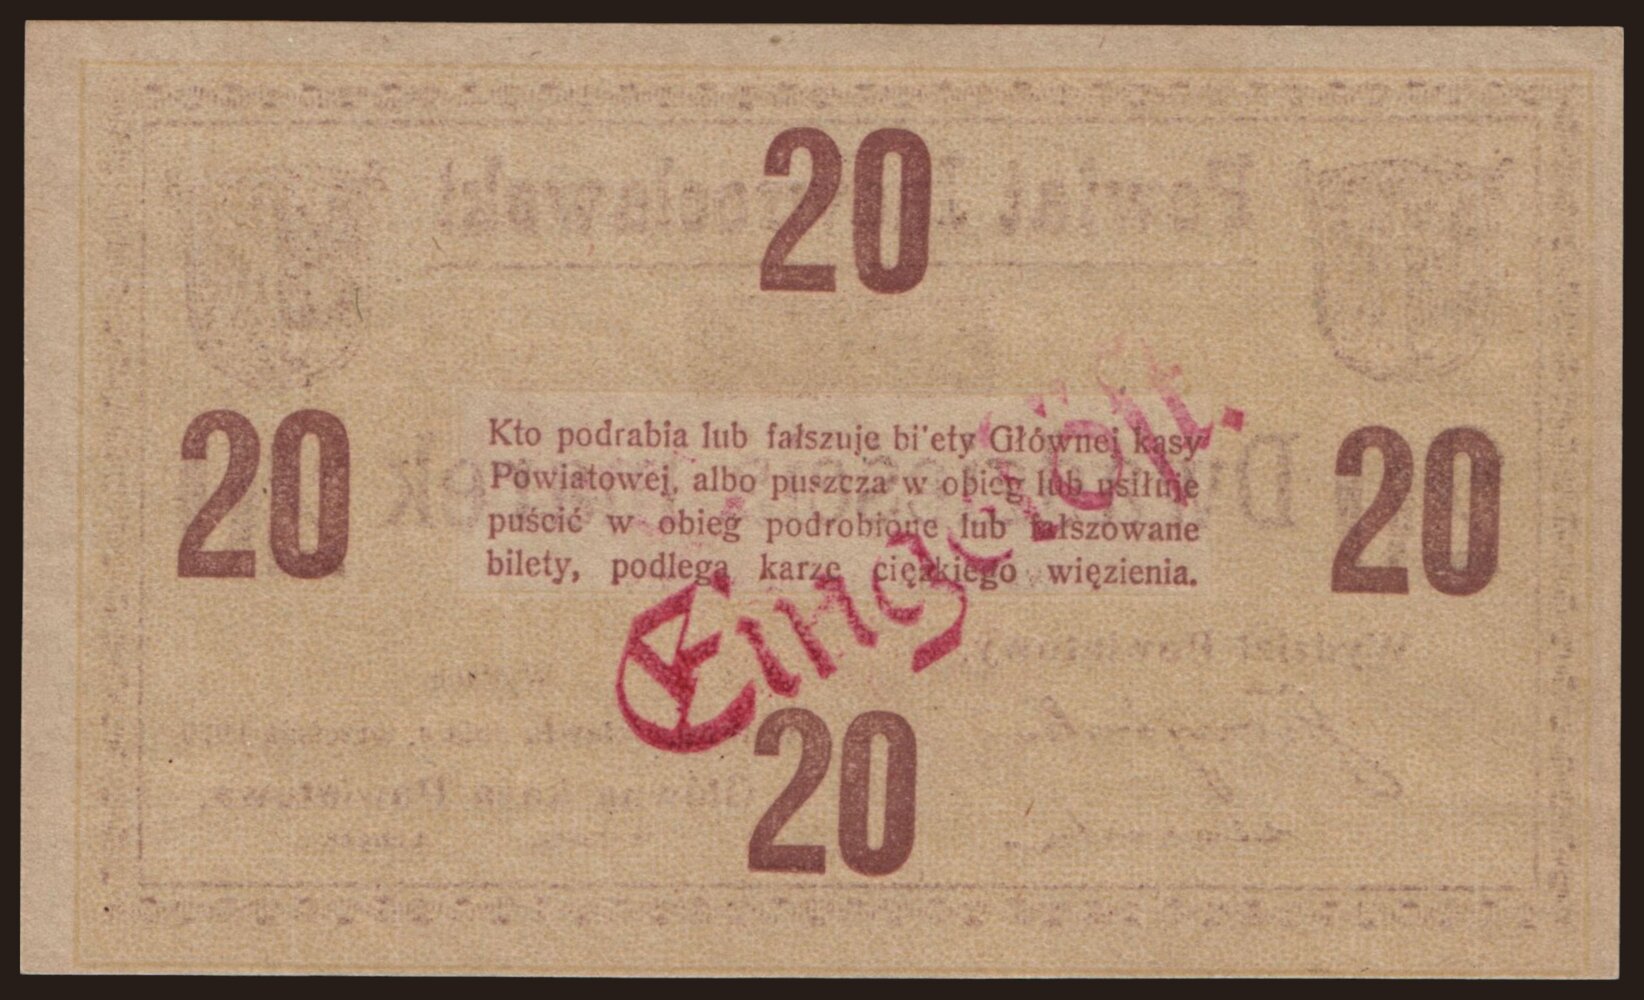 20
20
Kto podrabia lub fałszuje bi'ety Głównej kasy
Powiatowej, albo puszcza w obieg lub usiłuje
puścić w obieg podrobione lub fałszowane
bilety, podlega karze ciężkiego więzienia.
20
Eingelöst.
20